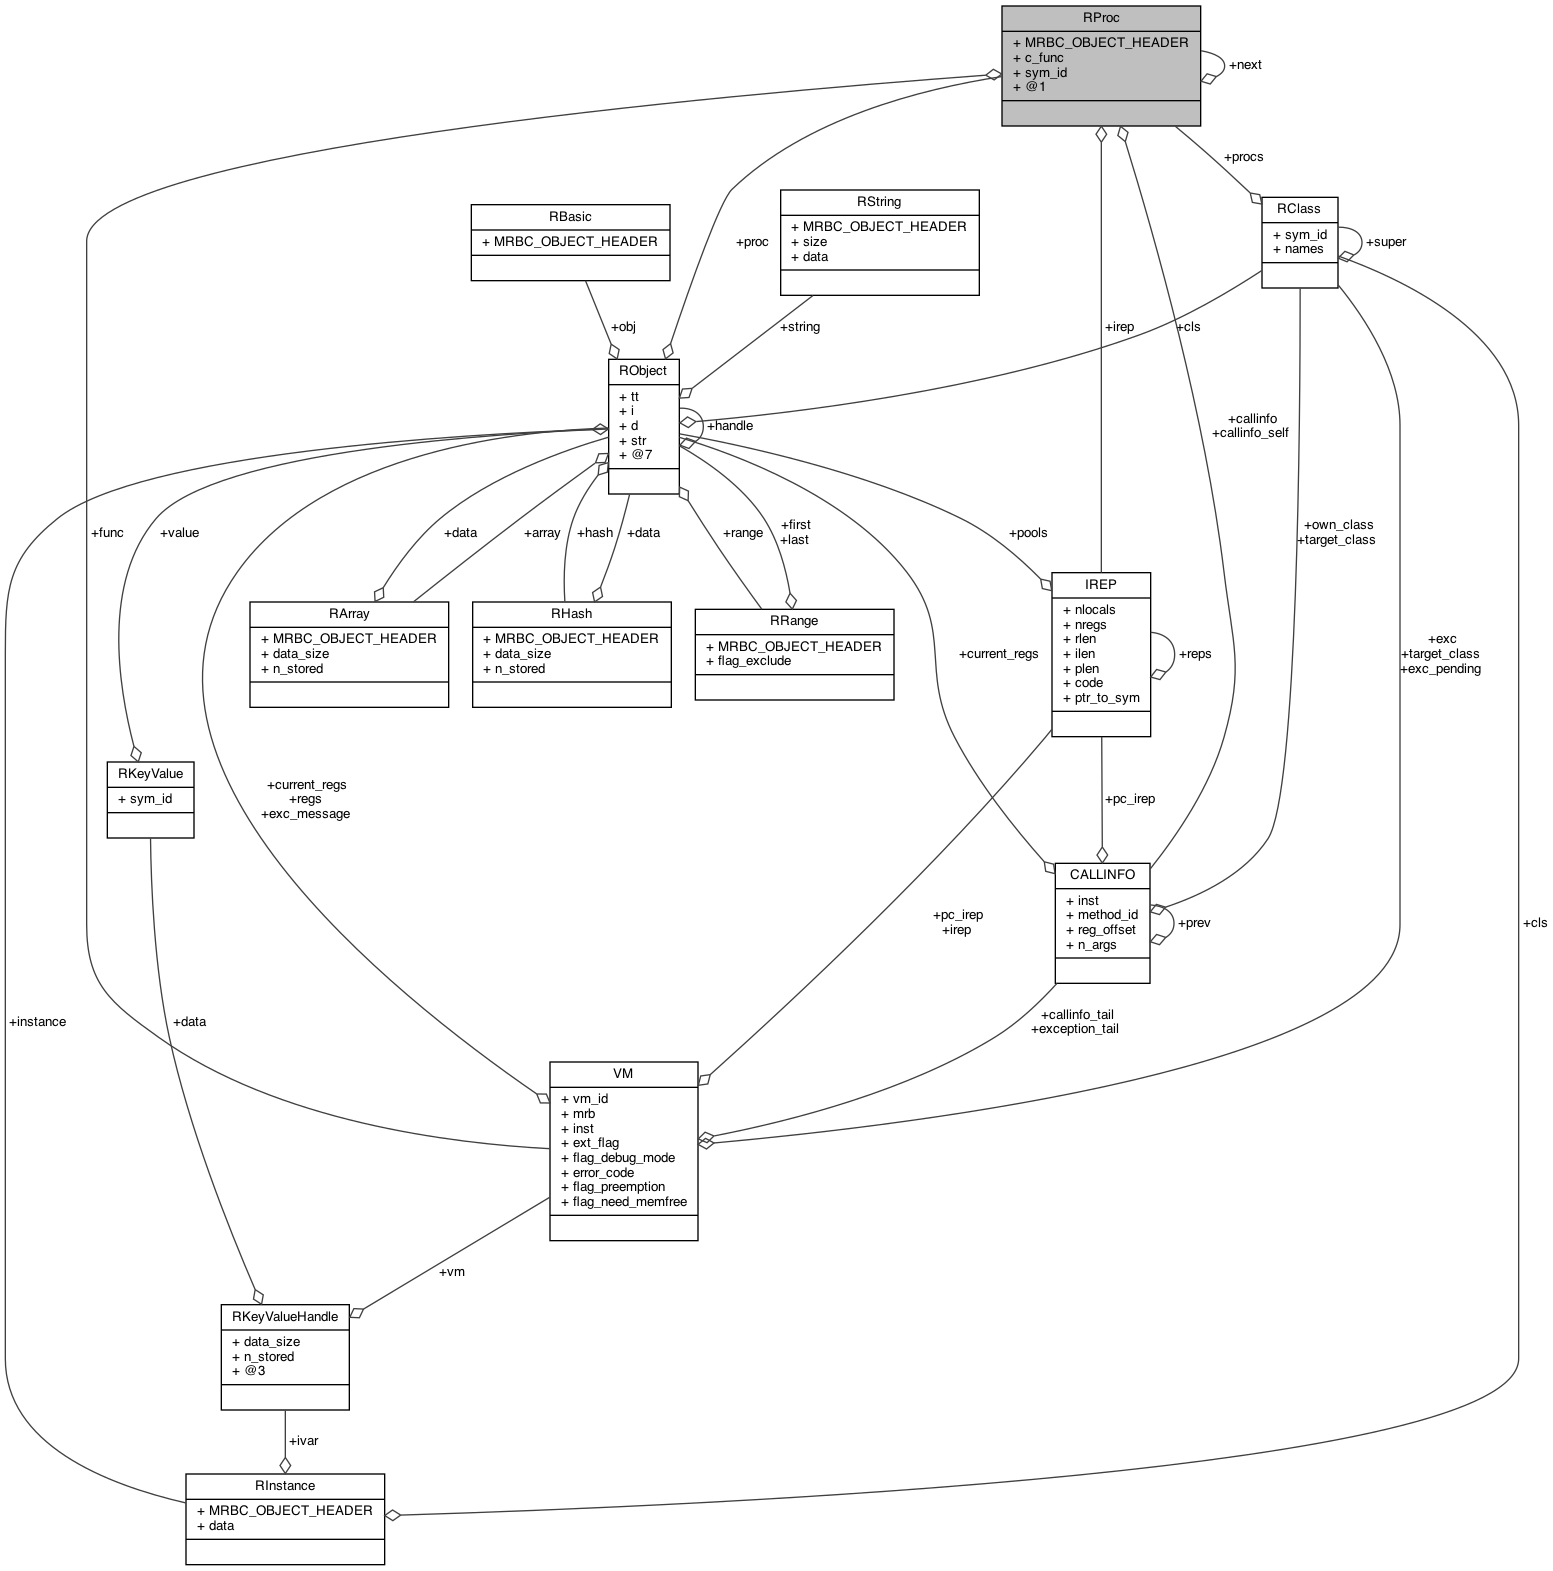 RProc
+ MRBC_OBJECT_HEADER
+ c_func
+ sym_id
+ @1
+next
+procs
RBasic
+ MRBC_OBJECT_HEADER
RString
+ MRBC_OBJECT_HEADER
+ size
+ data
RClass
+ sym_id
+ names
+super
+proc
+obj
+string
+irep
+cls
RObject
+ tt
+ i
+ d
+ str
+ @7
+handle
+callinfo
+callinfo_self
+func
+value
+data
+array
+hash
+data
+range
+first
+last
+pools
+own_class
+target_class
RArray
+ MRBC_OBJECT_HEADER
+ data_size
+ n_stored
RHash
+ MRBC_OBJECT_HEADER
+ data_size
+ n_stored
RRange
+ MRBC_OBJECT_HEADER
+ flag_exclude
+current_regs
IREP
+ nlocals
+ nregs
+ rlen
+ ilen
+ plen
+ code
+ ptr_to_sym
+reps
+exc
+target_class
+exc_pending
RKeyValue
+ sym_id
+current_regs
+regs
+exc_message
+pc_irep
CALLINFO
+ inst
+ method_id
+ reg_offset
+ n_args
+prev
+pc_irep
+irep
+cls
+instance
+data
+callinfo_tail
+exception_tail
VM
+ vm_id
+ mrb
+ inst
+ ext_flag
+ flag_debug_mode
+ error_code
+ flag_preemption
+ flag_need_memfree
+vm
RKeyValueHandle
+ data_size
+ n_stored
+ @3
+ivar
RInstance
+ MRBC_OBJECT_HEADER
+ data